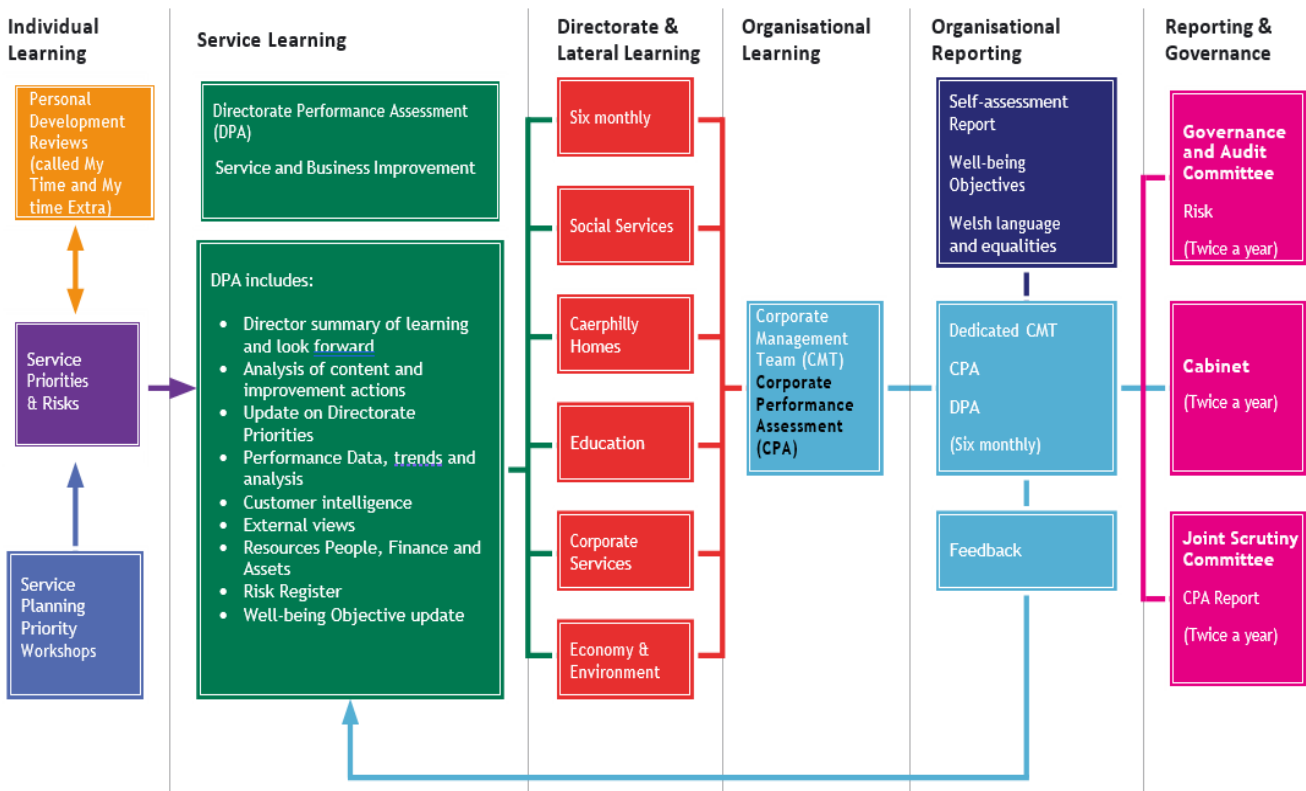 Individual
Learning
Service Learning
Directorate &
Lateral Learning
Organisational
Learning
Organisational
Reporting
Reporting &
Governance
Personal
Development
Reviews
(called My
Time and My
time Extra)
Service
Priorities
& Risks
Service
Planning
Priority
Workshops
Directorate Performance Assessment
(DPA)
Service and Business Improvement
DPA includes:
• Director summary of learning
and look forward
• Analysis of content and
improvement actions
• Update on Directorate
Priorities
• Performance Data, trends and
analysis
• Customer intelligence
• External views
• Resources People, Finance and
Assets
• Risk Register
• Well-being Objective update
Six monthly
Social Services
Caerphilly
Homes
Education
Corporate
Services
Economy &
Environment
Corporate
Management
Team (CMT)
Corporate
Performance
Assessment
(CPA)
Self-assessment
Report
Well-being
Objectives
Welsh language
and equalities
Dedicated CMT
CPA
DPA
(Six monthly)
Feedback
Governance
and Audit
Committee
Risk
(Twice a year)
Cabinet
(Twice a year)
Joint Scrutiny
Committee
CPA Report
(Twice a year)